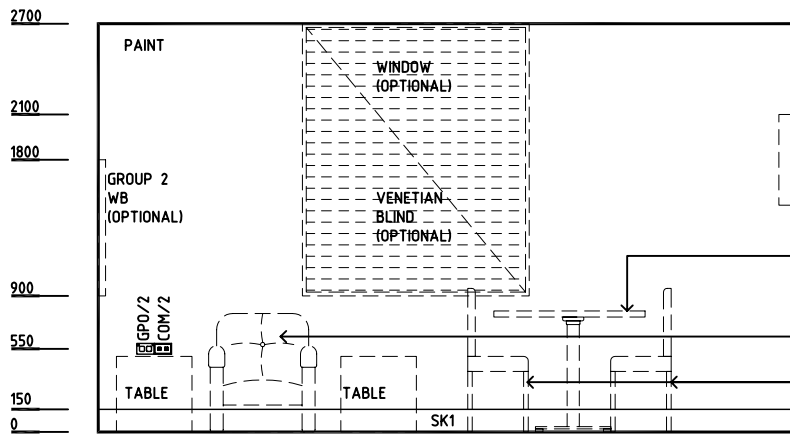 2700
PAINT
WINDOW
(OPTIONAL)
2100
1800
GROUP 2
WB
(OPTIONAL)
VENETIAN
BLIND
(OPTIONAL)
900
GPO/2
COM/2
550
TABLE
TABLE
150
SK1
0